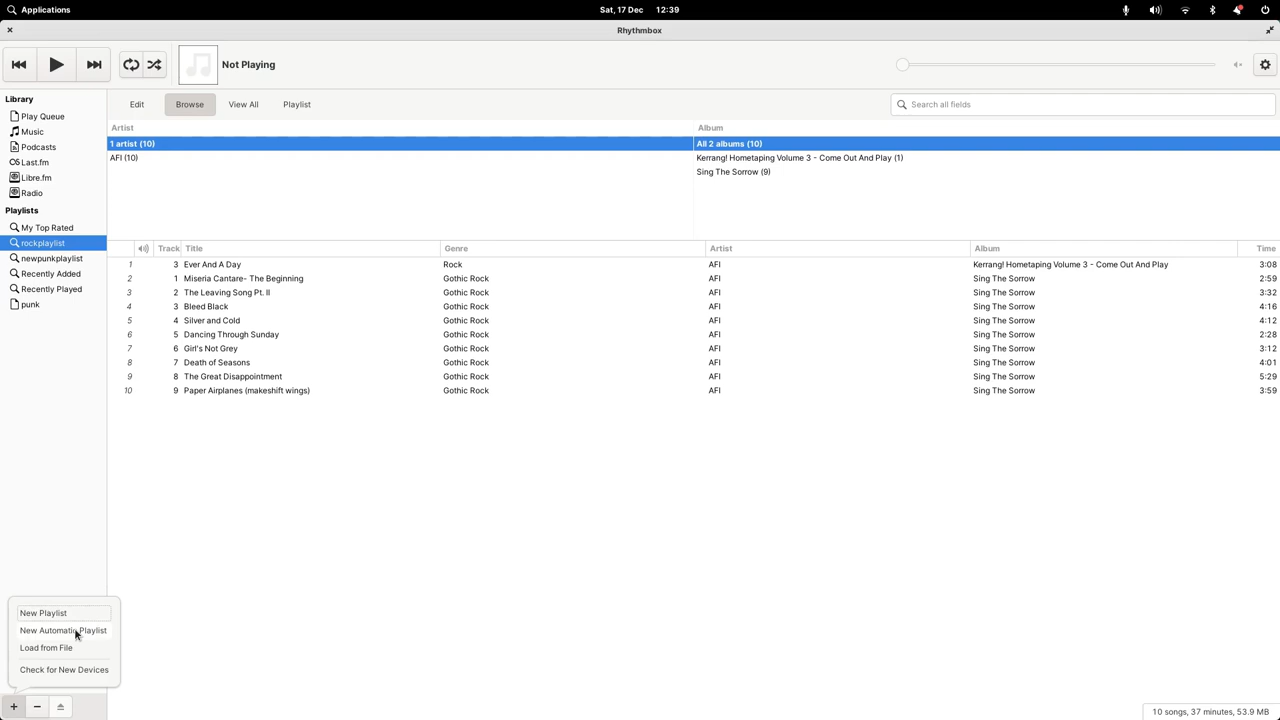 Applications
Sat, 17 Dec 12:39
Rhythmbox
Not Playing
Library
Play Queue
Music
Podcasts
Last.fm
Libre.fm
Radio
Playlists
My Top Rated
rockplaylist
newpunkplaylist
Recently Added
Recently Played
punk
Edit Browse View All Playlist
Search all fields
Artist Album
1 artist (10) All 2 albums (10)
AFI (10) Kerrang! Hometaping Volume 3 - Come Out And Play (1)
Sing The Sorrow (9)
Track Title Genre Artist Album Time
1 3 Ever And A Day Rock AFI Kerrang! Hometaping Volume 3 - Come Out And Play 3:08
2 1 Miseria Cantare- The Beginning Gothic Rock AFI Sing The Sorrow 2:59
3 2 The Leaving Song Pt. II Gothic Rock AFI Sing The Sorrow 3:32
4 3 Bleed Black Gothic Rock AFI Sing The Sorrow 4:16
5 4 Silver and Cold Gothic Rock AFI Sing The Sorrow 4:12
6 5 Dancing Through Sunday Gothic Rock AFI Sing The Sorrow 2:28
7 6 Girl's Not Grey Gothic Rock AFI Sing The Sorrow 3:12
8 7 Death of Seasons Gothic Rock AFI Sing The Sorrow 4:01
9 8 The Great Disappointment Gothic Rock AFI Sing The Sorrow 5:29
10 9 Paper Airplanes (makeshift wings) Gothic Rock AFI Sing The Sorrow 3:59
New Playlist
New Automatic Playlist
Load from File
Check for New Devices
10 songs, 37 minutes, 53.9 MB